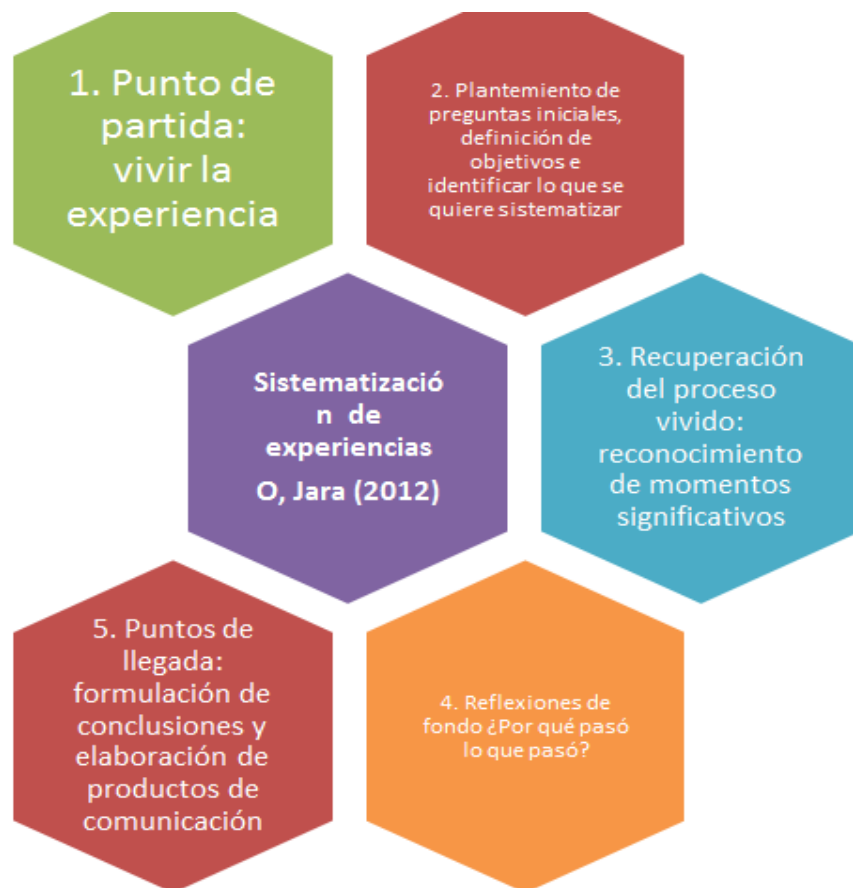 1. Punto de
partida:
vivir la
experiencia
2. Plantemiento de
preguntas iniciales,
definición de
objetivos e
identificar lo que se
quiere sistematizar
Sistematizació
n de
experiencias
O, Jara (2012)
3. Recuperación
del proceso
vivido:
reconocimiento
de momentos
significativos
4. Reflexiones de
fondo ¿Por qué pasó
lo que pasó?
5. Puntos de
llegada:
formulación de
conclusiones y
elaboración de
productos de
comunicación